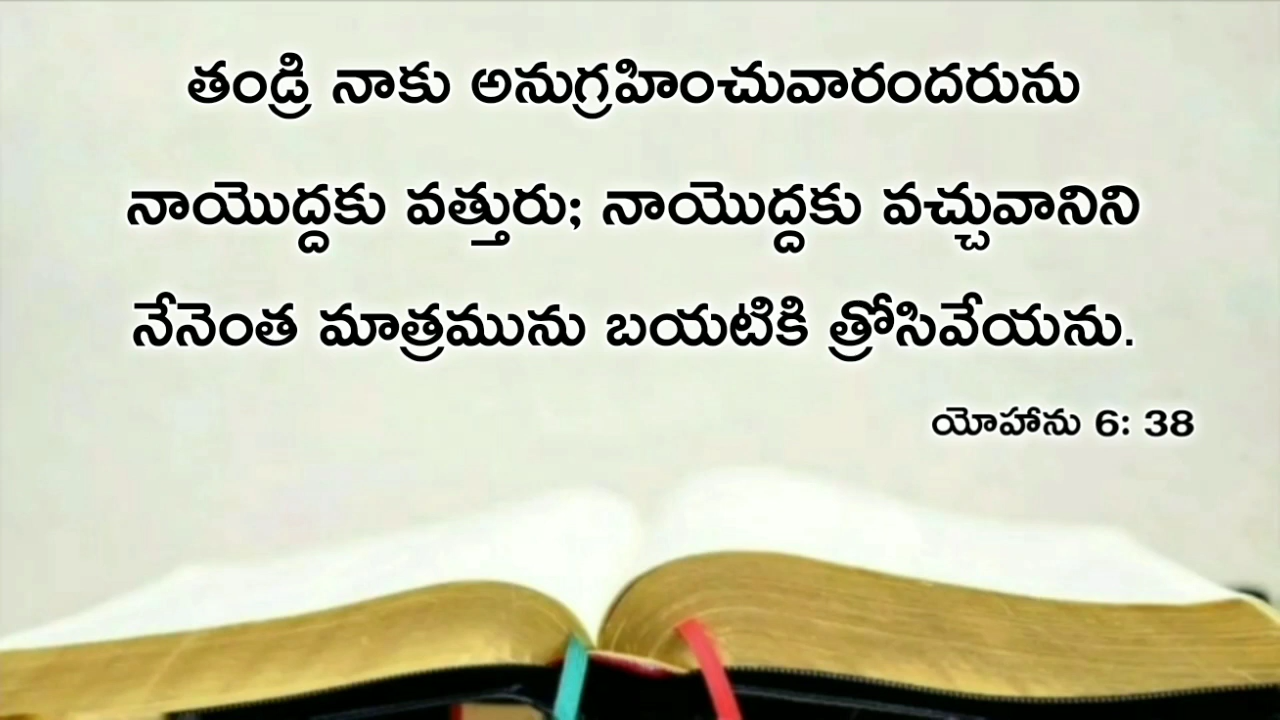 తండ్రి నాకు అనుగ్రహించువారందరును
నాయొద్దకు వత్తురు; నాయొద్దకు వచ్చువానిని
నేనెంత మాత్రమును బయటికి త్రోసివేయను.
యోహాను 6: 38